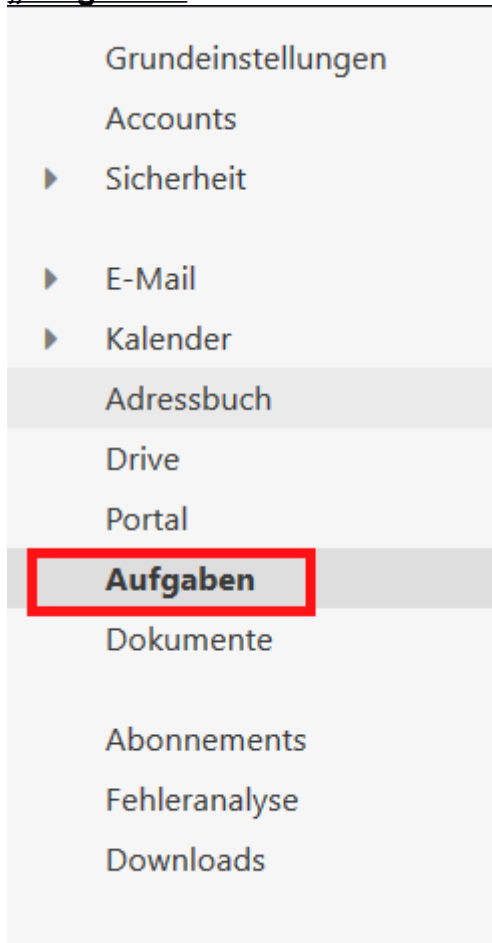 Grundeinstellungen
Accounts
Sicherheit
E-Mail
Kalender
Adressbuch
Drive
Portal
Aufgaben
Dokumente
Abonnements
Fehleranalyse
Downloads